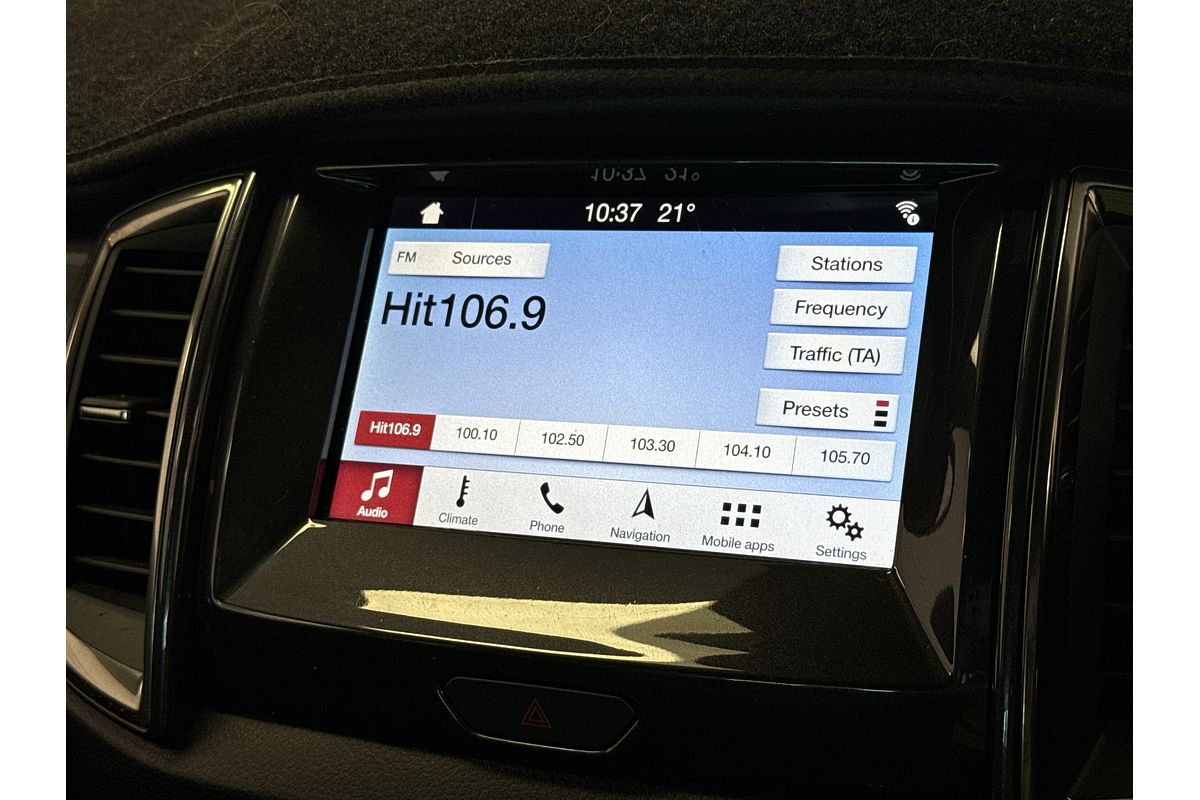 10:37 21°
FM Sources
Stations
Hit106.9
Frequency
Traffic (TA)
Presets
Hit106.9 100.10 102.50 103.30 104.10 105.70
Audio Climate Phone Navigation Mobile apps Settings